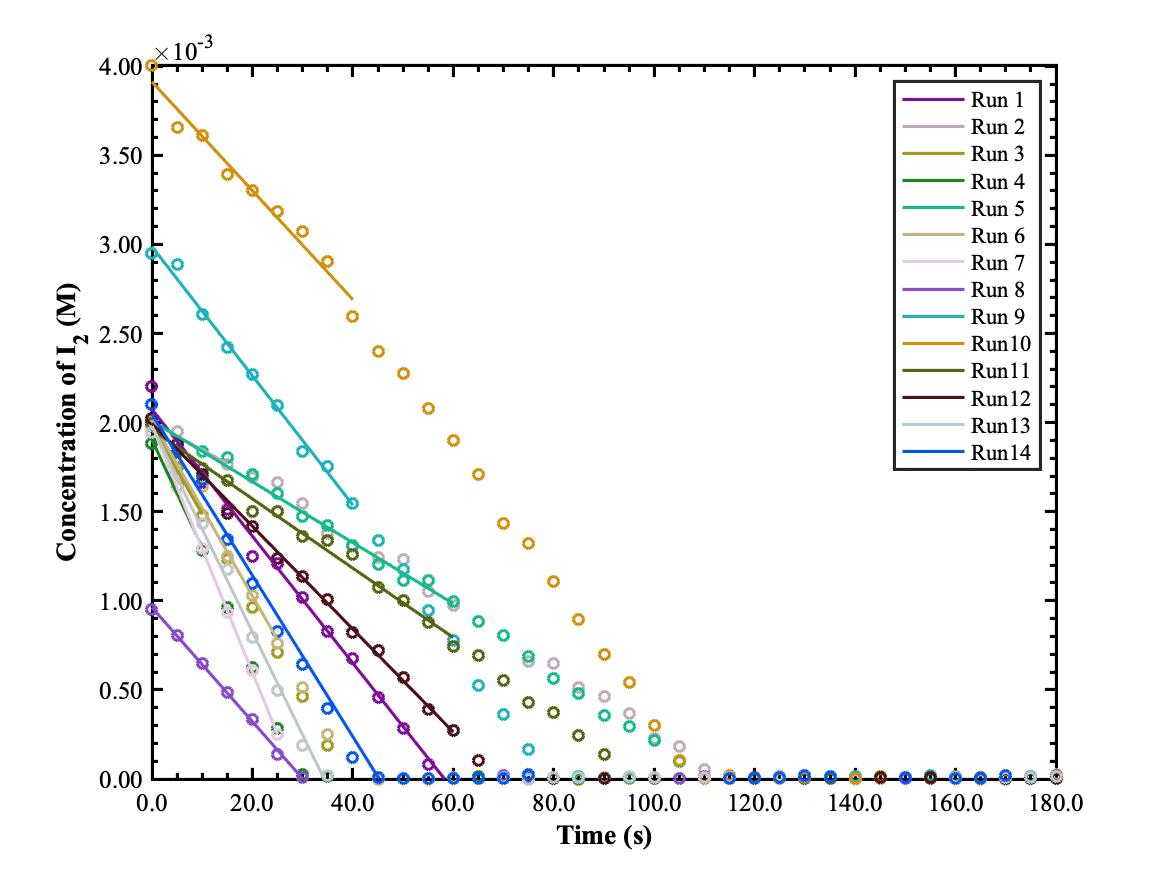 ×10-3
4.00
3.50
3.00
2.50
2.00
1.50
1.00
0.50
0.00
Concentration of I2 (M)
0.0 20.0 40.0 60.0 80.0 100.0 120.0 140.0 160.0 180.0
Time (s)
Run 1
Run 2
Run 3
Run 4
Run 5
Run 6
Run 7
Run 8
Run 9
Run10
Run11
Run12
Run13
Run14